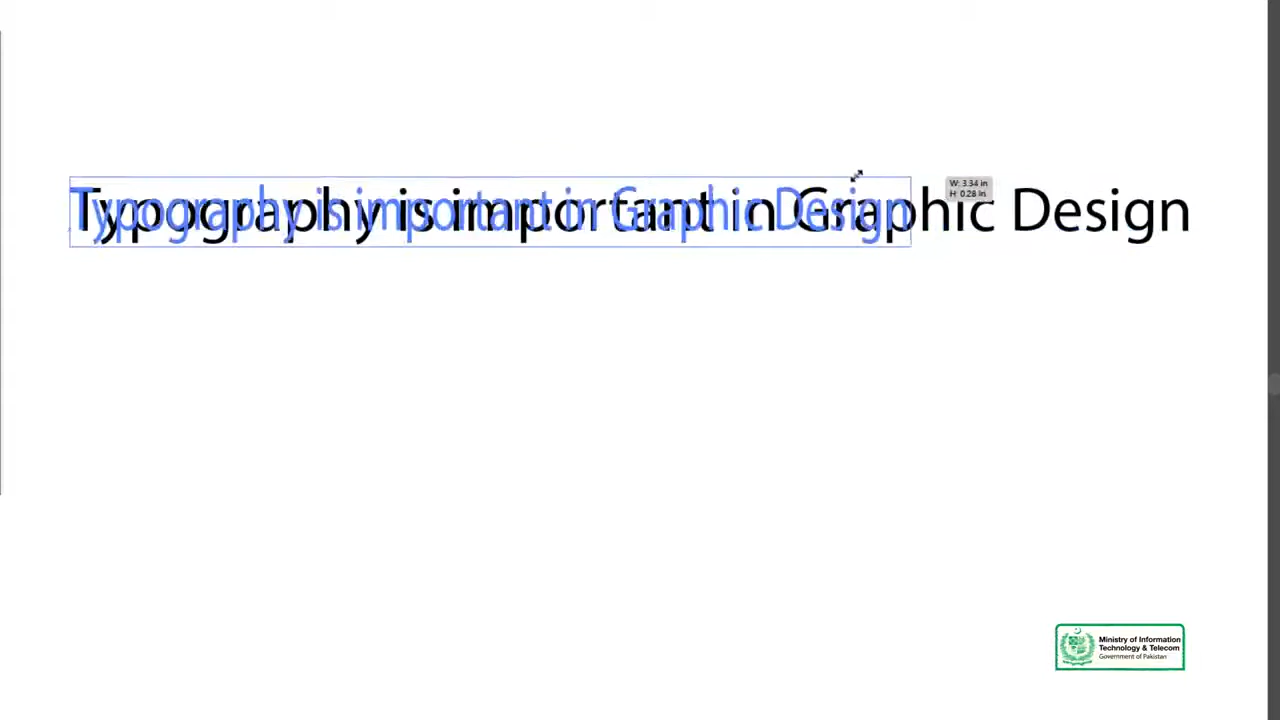 Typography is important in Graphic Design
Typography is important in Graphic Design
W: 3.34 in
H: 0.28 in
Ministry of Information
Technology & Telecom
Government of Pakistan